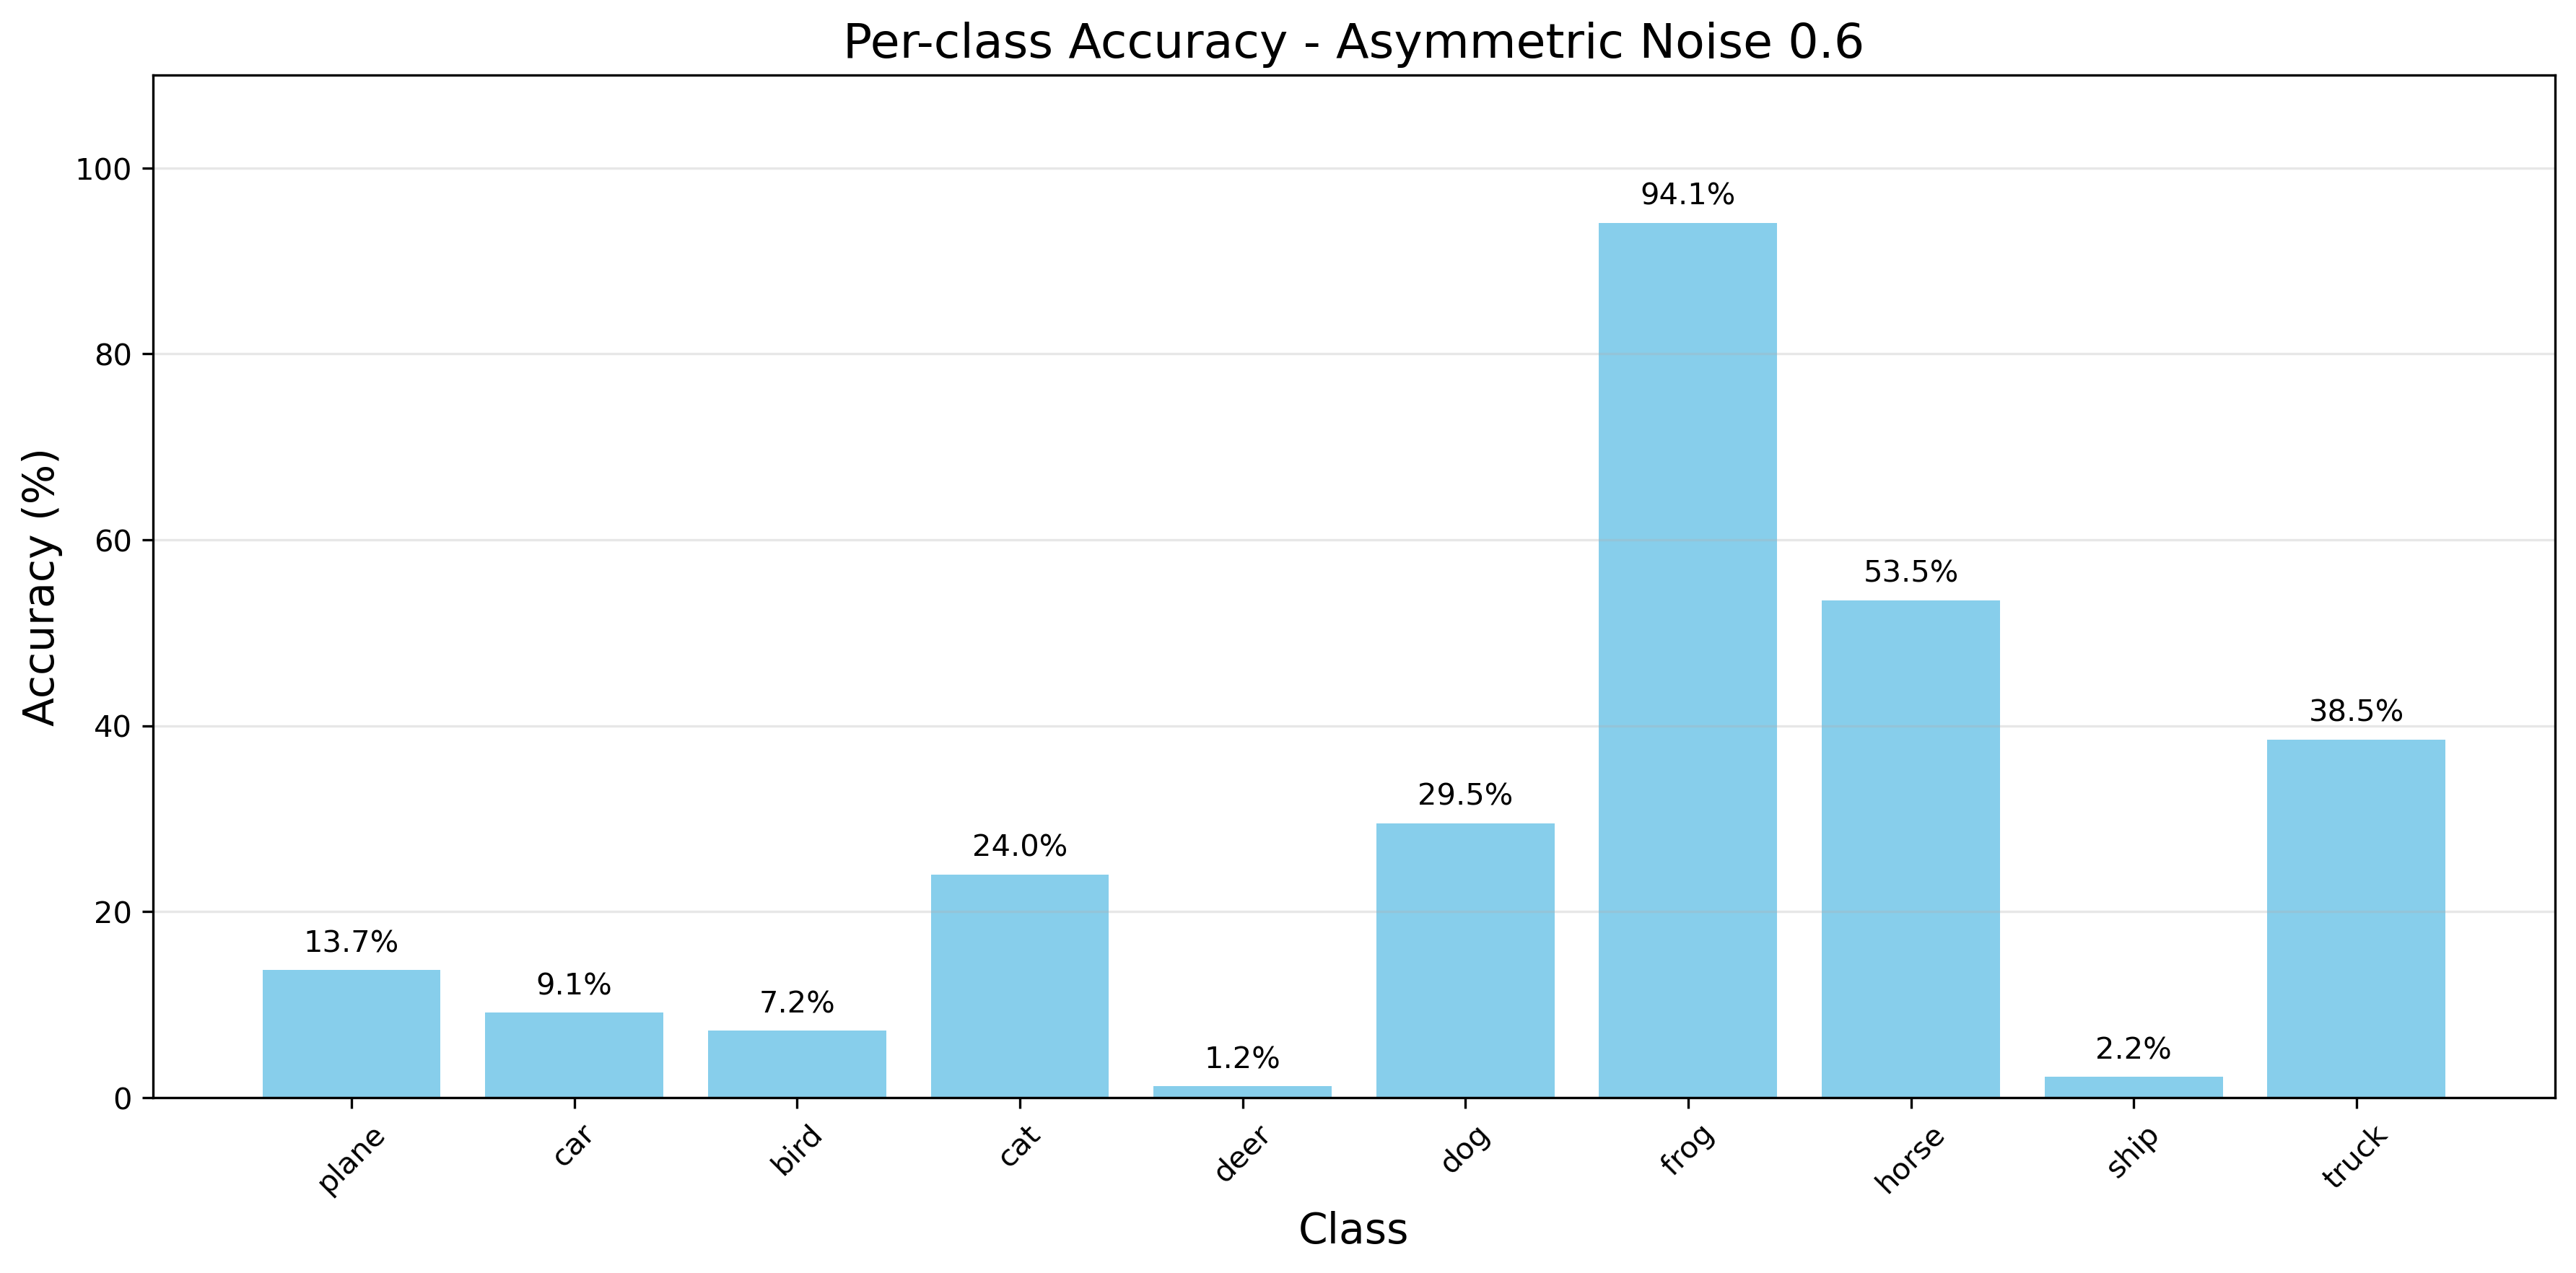 Per-class Accuracy - Asymmetric Noise 0.6
Accuracy (%)
100
80
60
40
20
0
13.7%
9.1%
7.2%
24.0%
1.2%
29.5%
94.1%
53.5%
2.2%
38.5%
plane
car
bird
cat
deer
dog
frog
horse
ship
truck
Class